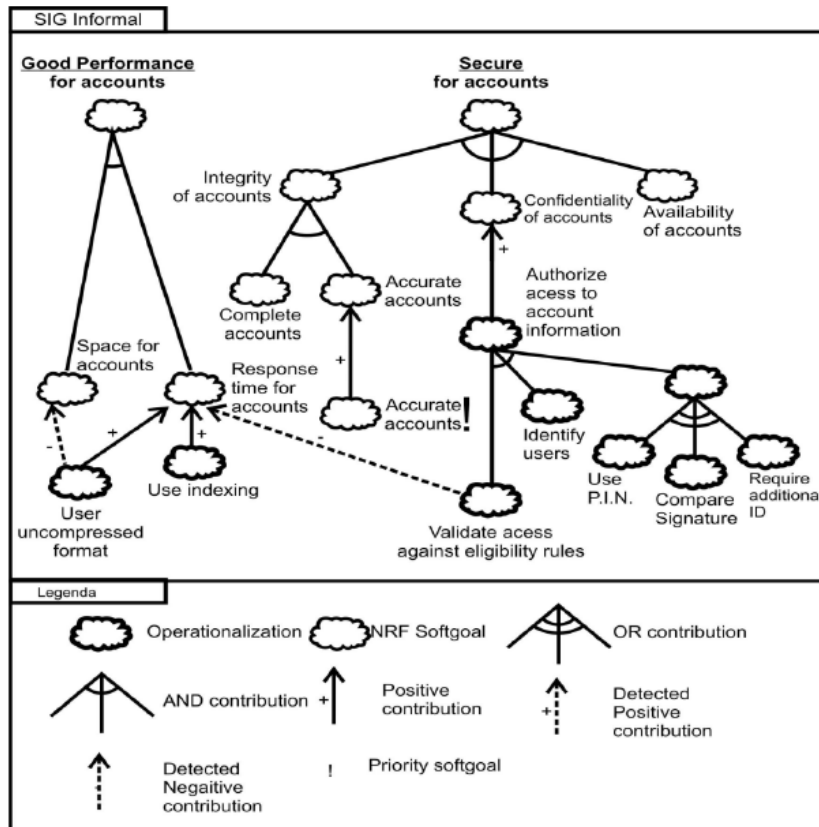 SIG Informal
Good Performance
for accounts
Secure
for accounts
Integrity
of accounts
Confidentiality
of accounts
Availability
of accounts
Complete
accounts
Accurate
accounts
+
Authorize
acess to
account
information
Space for
accounts
Response
time for
accounts
+
Accurate
accounts
!
Identify
users
Use
P.I.N.
Compare
Signature
Require
additiona
ID
-
+
+
-
User
uncompressed
format
Use indexing
Validate acess
against eligibility rules
Legenda
Operationalization
NRF Softgoal
OR contribution
AND contribution
+
Positive
contribution
+
Detected
Positive
contribution
Detected
Negaitive
contribution
!
Priority softgoal